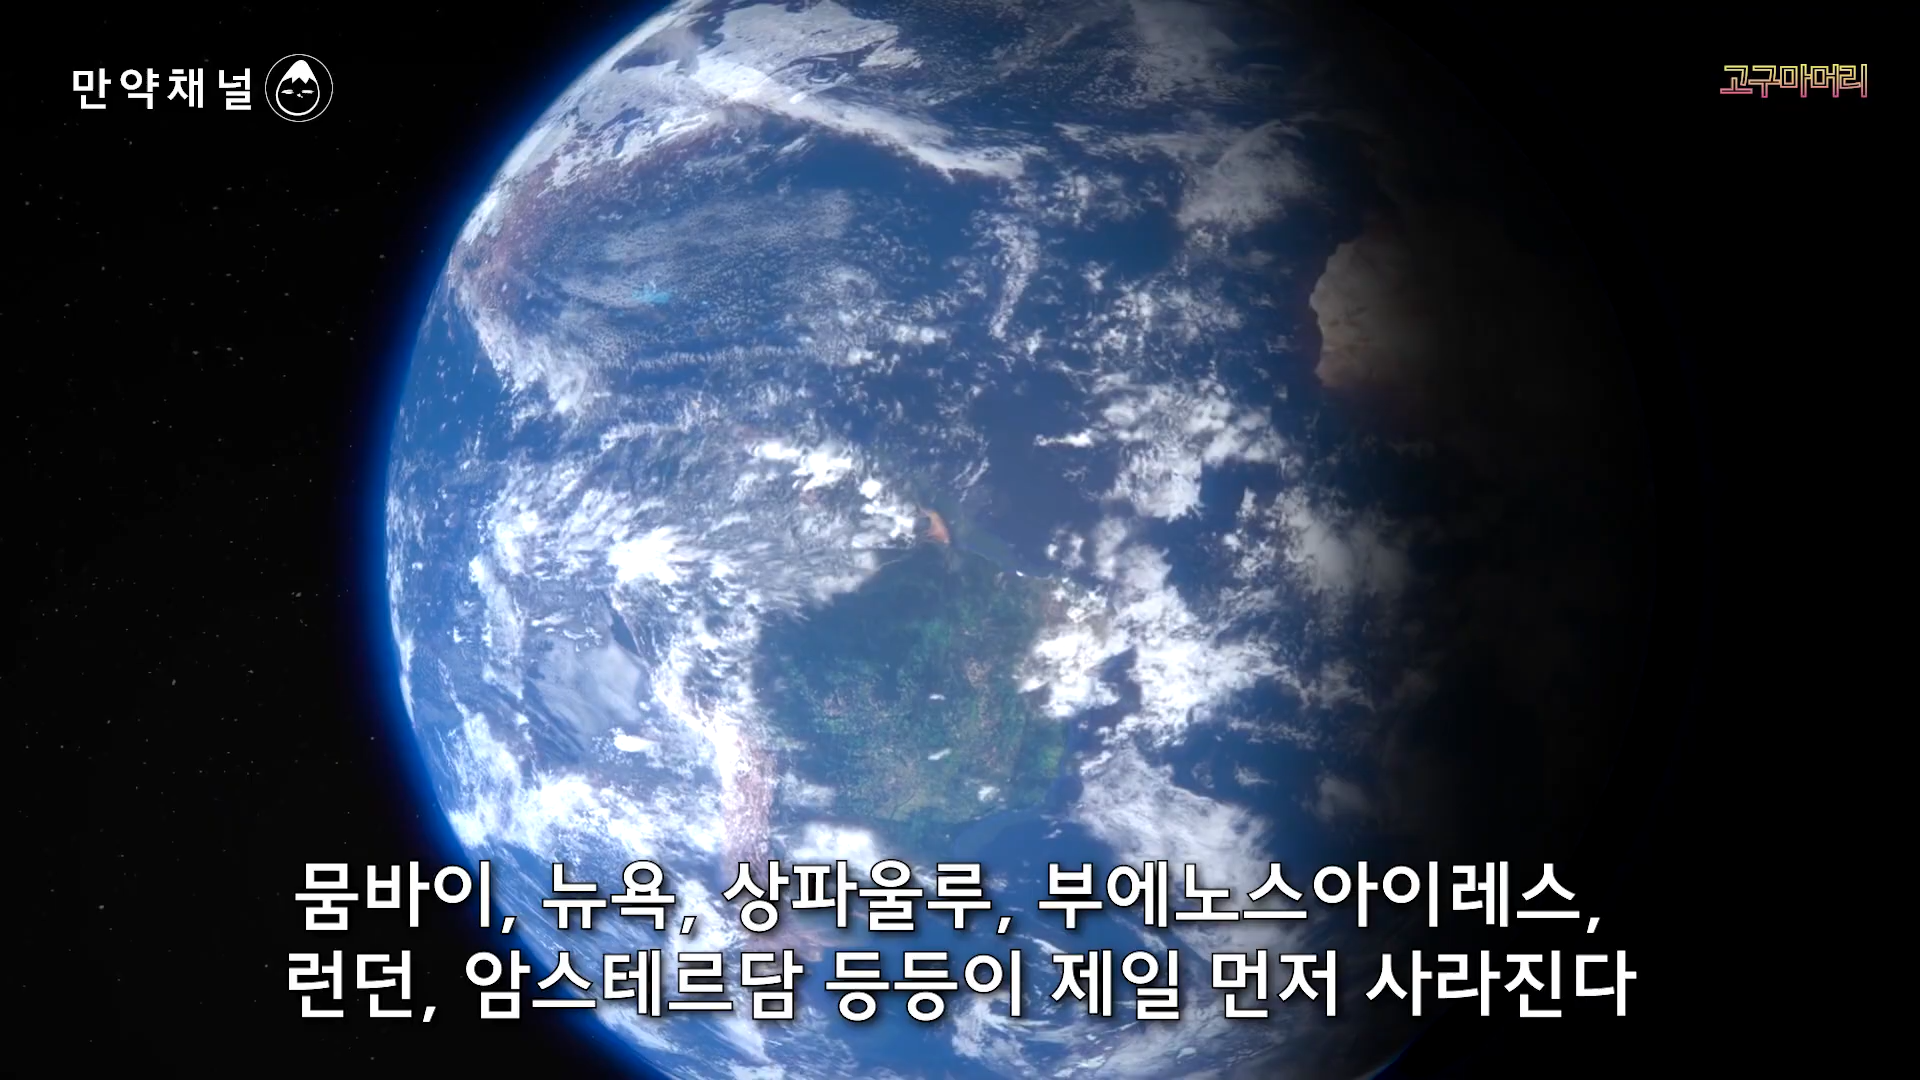 만약채널
고구마머리
뭄바이, 뉴욕, 상파울루, 부에노스아이레스,
런던, 암스테르담 등등이 제일 먼저 사라진다